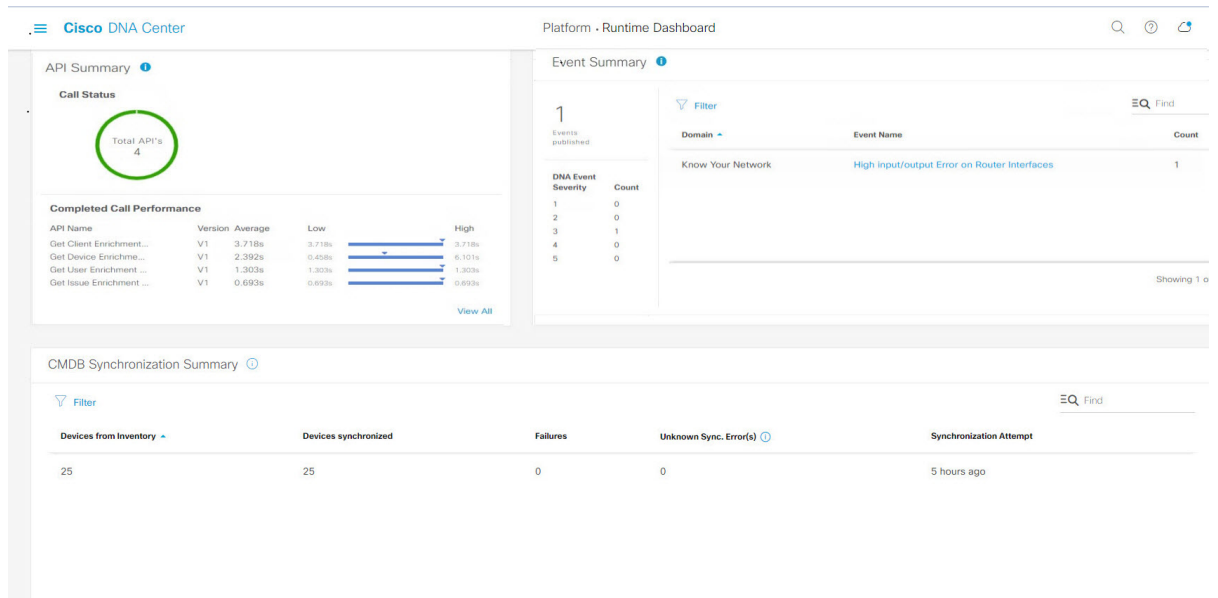 Cisco DNA Center
Platform • Runtime Dashboard
API Summary
Call Status
Total API's
4
Completed Call Performance
API Name Version Average Low High
Get Client Enrichment... V1 3.718s 3.718s 3.718s
Get Device Enrichme... V1 2.392s 0.458s 6.101s
Get User Enrichment ... V1 1.303s 1.303s 1.303s
Get Issue Enrichment ... V1 0.693s 0.693s 0.693s
View All
Event Summary
1
Events
published
DNA Event
Severity Count
1 0
2 0
3 1
4 0
5 0
Filter
Find
Domain Event Name Count
Know Your Network High input/output Error on Router Interfaces 1
Showing 1 o
CMDB Synchronization Summary
Filter
Find
Devices from Inventory Devices synchronized Failures Unknown Sync. Error(s) Synchronization Attempt
25 25 0 0 5 hours ago